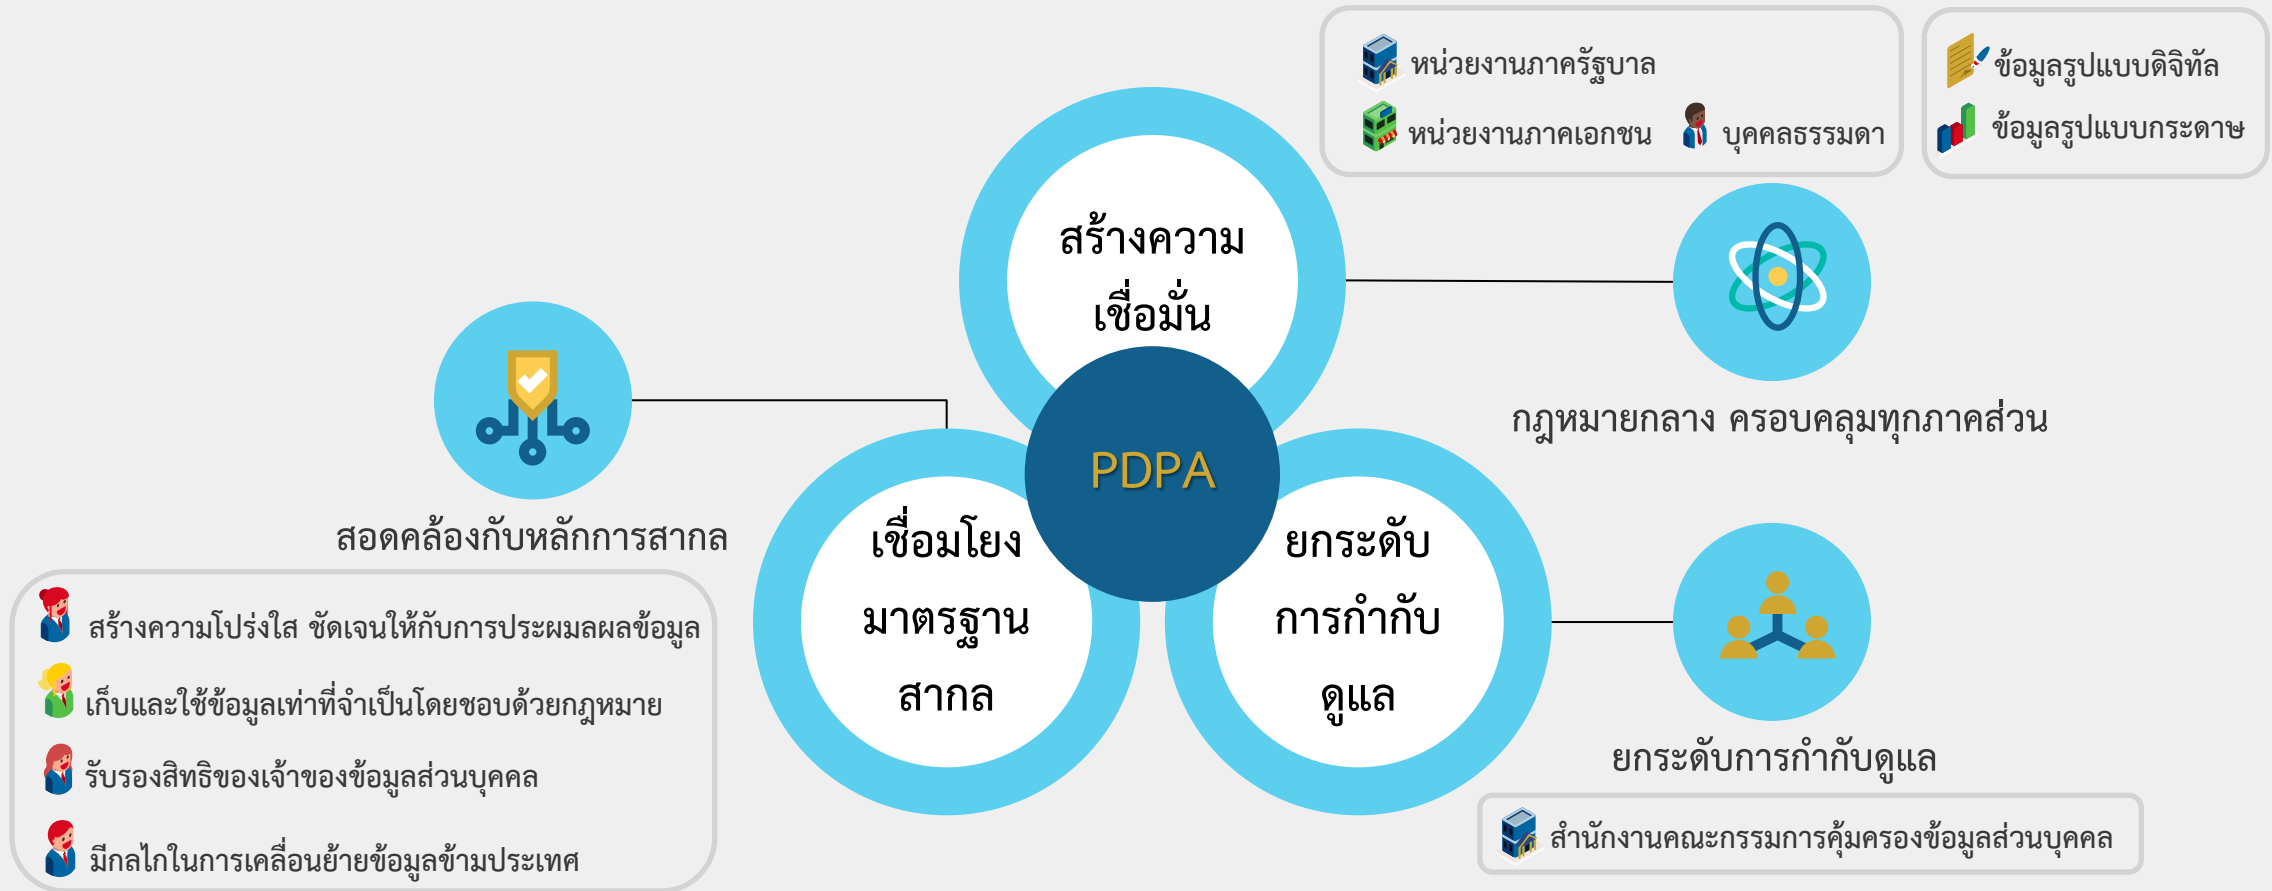 หน่วยงานภาครัฐบาล
หน่วยงานภาคเอกชน
บุคคลธรรมดา
ข้อมูลรูปแบบดิจิทัล
ข้อมูลรูปแบบกระดาษ
สร้างความ
เชื่อมั่น
กฎหมายกลาง ครอบคลุมทุกภาคส่วน
PDPA
สอดคล้องกับหลักการสากล
เชื่อมโยง
มาตรฐาน
สากล
ยกระดับ
การกำกับ
ดูแล
สร้างความโปร่งใส ชัดเจนให้กับการประผมลผลข้อมูล
เก็บและใช้ข้อมูลเท่าที่จำเป็นโดยชอบด้วยกฎหมาย
รับรองสิทธิของเจ้าของข้อมูลส่วนบุคคล
มีกลไกในการเคลื่อนย้ายข้อมูลข้ามประเทศ
ยกระดับการกำกับดูแล
สำนักงานคณะกรรมการคุ้มครองข้อมูลส่วนบุคคล